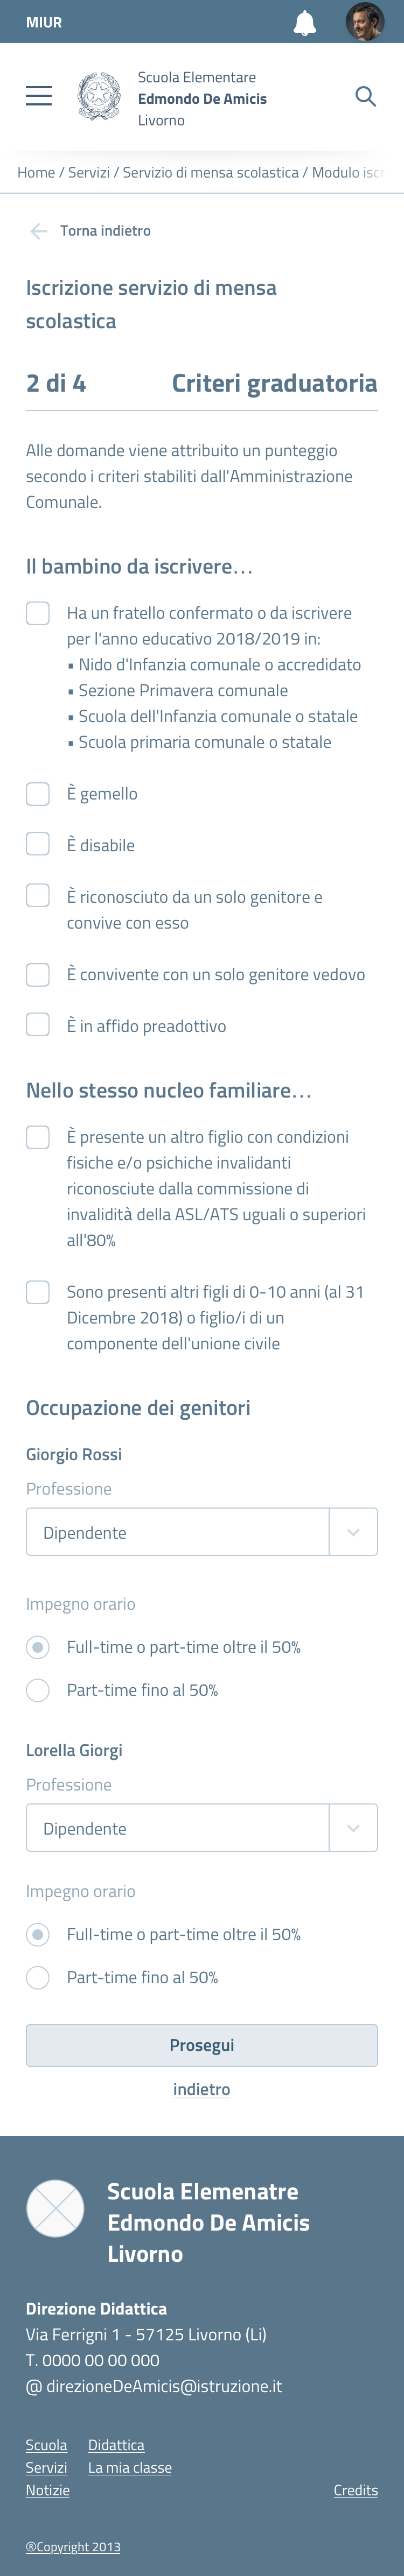 MIUR
Scuola Elementare
Edmondo De Amicis
Livorno
Home / Servizi / Servizio di mensa scolastica / Modulo iscr
Torna indietro
Iscrizione servizio di mensa
scolastica
2 di 4 Criteri graduatoria
Alle domande viene attribuito un punteggio
secondo i criteri stabiliti dall'Amministrazione
Comunale.
Il bambino da iscrivere...
Ha un fratello confermato o da iscrivere
per l'anno educativo 2018/2019 in:
▪ Nido d'Infanzia comunale o accredidato
▪ Sezione Primavera comunale
▪ Scuola dell'Infanzia comunale o statale
▪ Scuola primaria comunale o statale
È gemello
È disabile
È riconosciuto da un solo genitore e
convive con esso
È convivente con un solo genitore vedovo
È in affido preadottivo
Nello stesso nucleo familiare...
È presente un altro figlio con condizioni
fisiche e/o psichiche invalidanti
riconosciute dalla commissione di
invalidità della ASL/ATS uguali o superiori
all'80%
Sono presenti altri figli di 0-10 anni (al 31
Dicembre 2018) o figlio/i di un
componente dell'unione civile
Occupazione dei genitori
Giorgio Rossi
Professione
Dipendente
Impegno orario
Full-time o part-time oltre il 50%
Part-time fino al 50%
Lorella Giorgi
Professione
Dipendente
Impegno orario
Full-time o part-time oltre il 50%
Part-time fino al 50%
Prosegui
indietro
Scuola Elemenatre
Edmondo De Amicis
Livorno
Direzione Didattica
Via Ferrigni 1 - 57125 Livorno (Li)
T. 0000 00 00 000
@ direzioneDeAmicis@istruzione.it
Scuola Didattica
Servizi La mia classe
Notizie Credits
®Copyright 2013